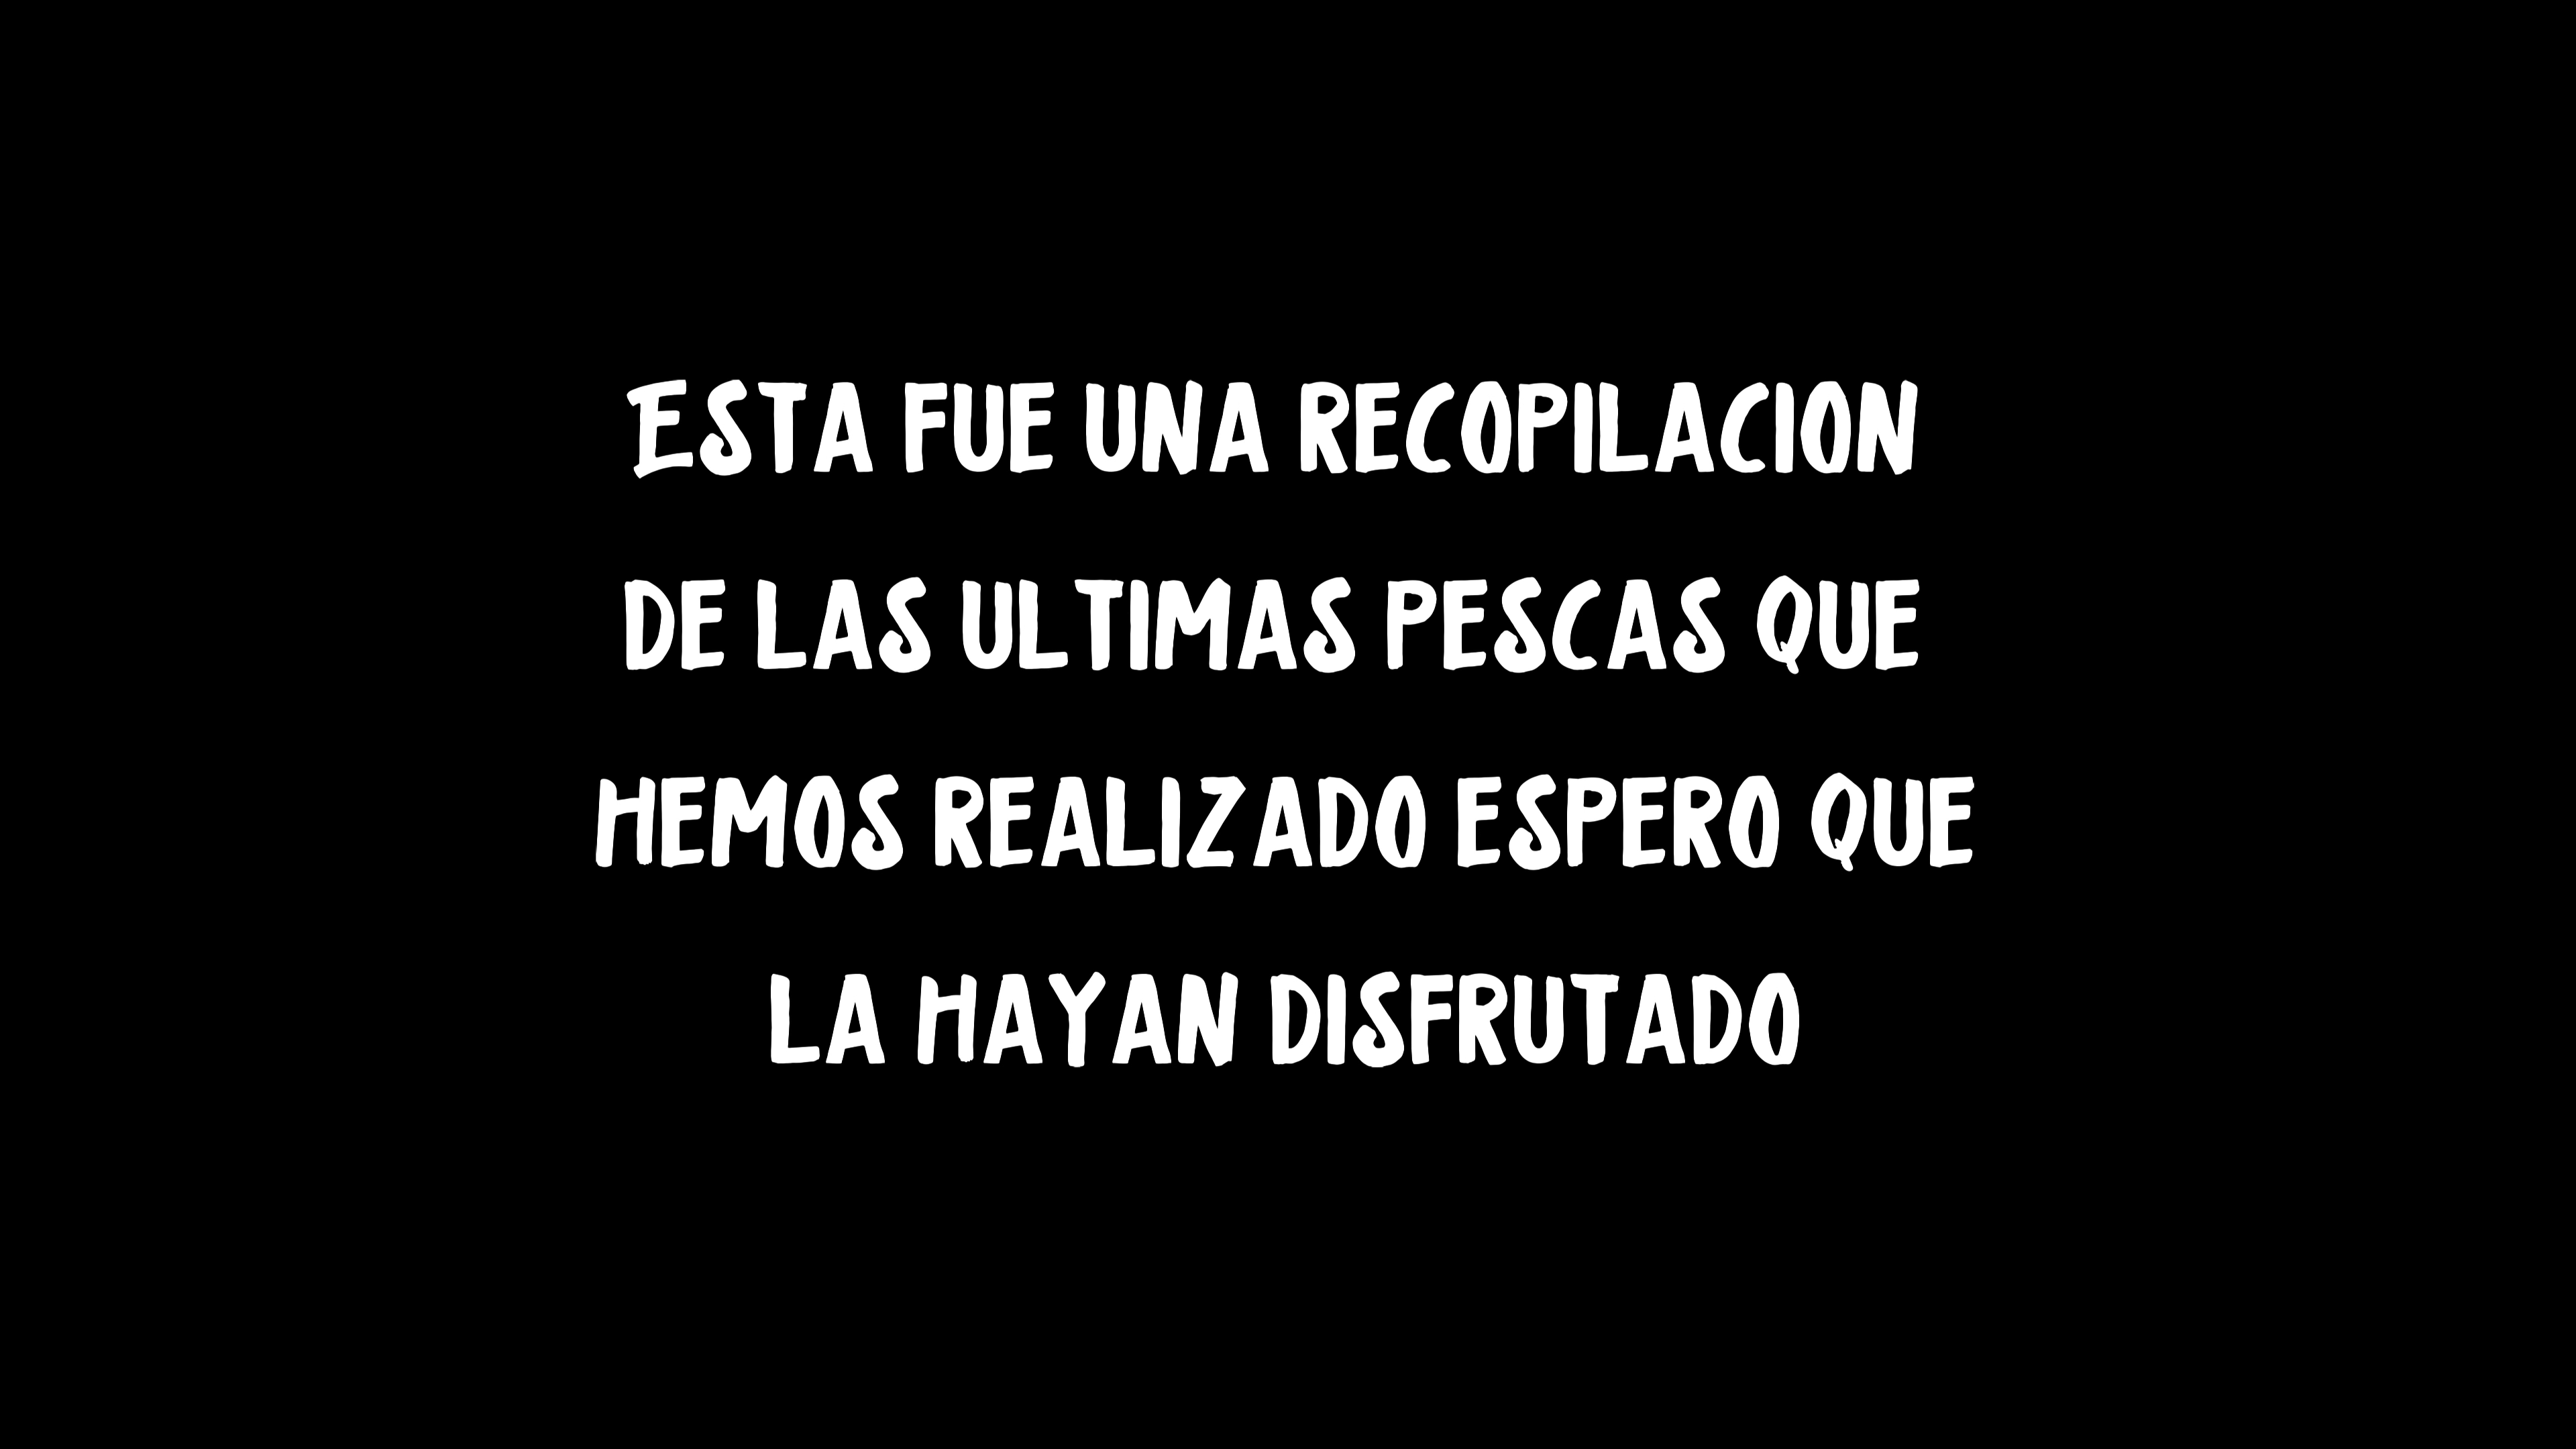 ESTA FUE UNA RECOPILACION
DE LAS ULTIMAS PESCAS QUE
HEMOS REALIZADO ESPERO QUE
LA HAYAN DISFRUTADO